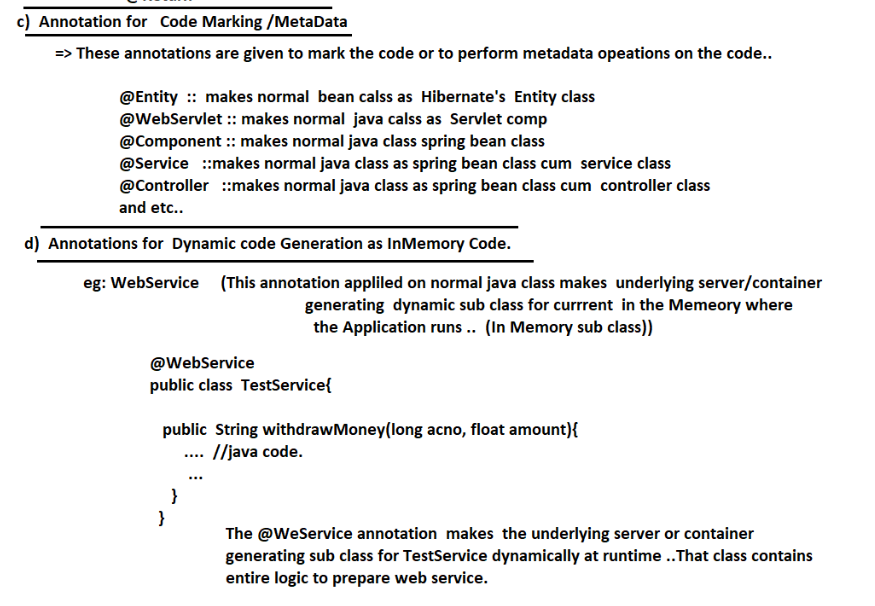 c) Annotation for Code Marking /MetaData
=> These annotations are given to mark the code or to perform metadata opeations on the code..
@Entity :: makes normal bean calss as Hibernate's Entity class
@WebServlet :: makes normal java calss as Servlet comp
@Component :: makes normal java class spring bean class
@Service ::makes normal java class as spring bean class cum service class
@Controller ::makes normal java class as spring bean class cum controller class
and etc..
d) Annotations for Dynamic code Generation as InMemory Code.
eg: WebService (This annotation appliled on normal java class makes underlying server/container
generating dynamic sub class for currrent in the Memeory where
the Application runs .. (In Memory sub class))
@WebService
public class TestService{
public String withdrawMoney(long acno, float amount){
.... //java code.
...
}
}
The @WeService annotation makes the underlying server or container
generating sub class for TestService dynamically at runtime ..That class contains
entire logic to prepare web service.